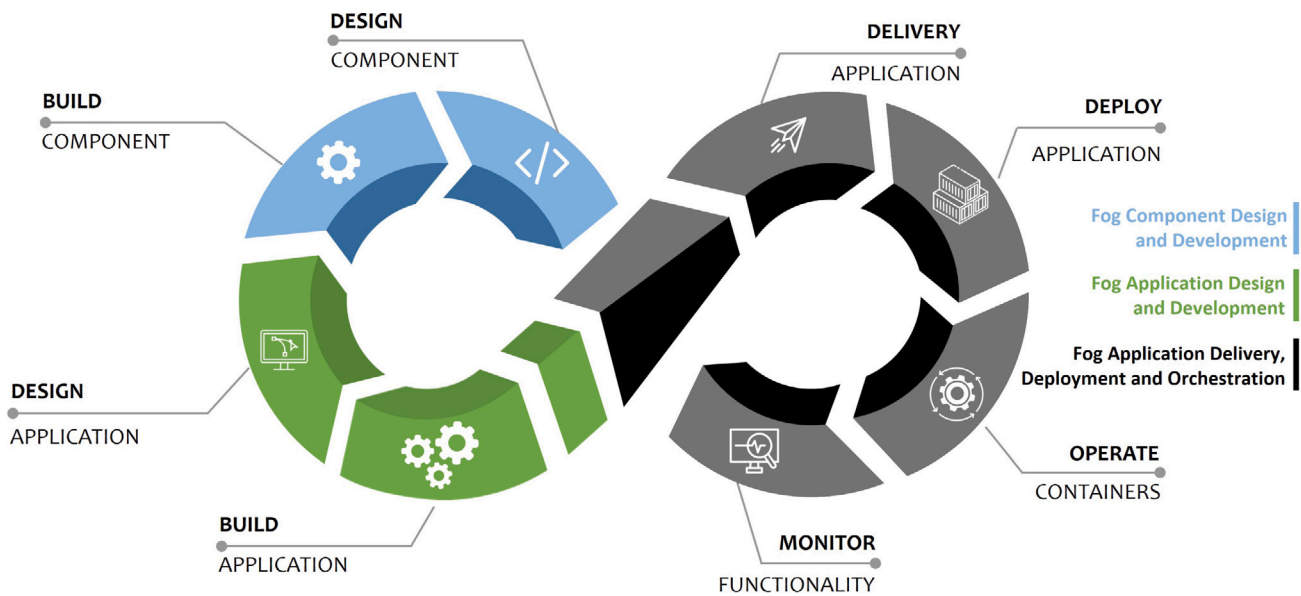 DESIGN
COMPONENT
BUILD
COMPONENT
DELIVERY
APPLICATION
DEPLOY
APPLICATION
Fog Component Design
and Development
Fog Application Design
and Development
Fog Application Delivery,
Deployment and Orchestration
DESIGN
APPLICATION
OPERATE
CONTAINERS
BUILD
APPLICATION
MONITOR
FUNCTIONALITY